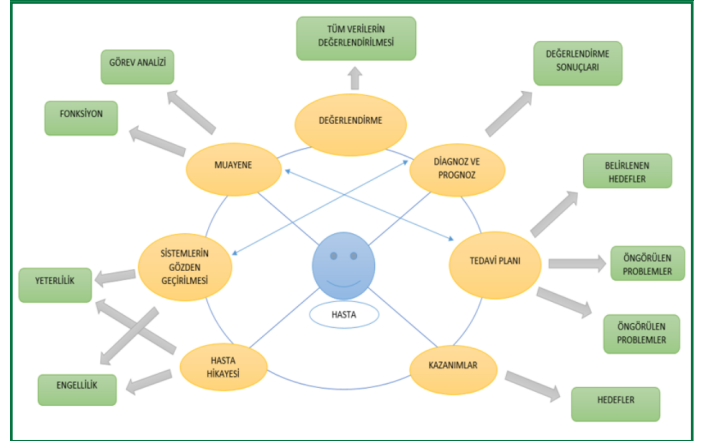 TÜM VERİLERİN
DEĞERLENDİRİLMESİ
GÖREV ANALİZİ
DEĞERLENDİRME
SONUÇLARI
FONKSİYON
DEĞERLENDİRME
MUAYENE
DİAGNOZ VE
PROGNOZ
BELİRLENEN
HEDEFLER
SİSTEMLERİN
GÖZDEN
GEÇİRİLMESİ
TEDAVİ PLANI
ÖNGÖRÜLEN
PROBLEMLER
YETERLİLİK
HASTA
ÖNGÖRÜLEN
PROBLEMLER
HASTA
HİKAYESİ
KAZANIMLAR
ENGELLİLİK
HEDEFLER